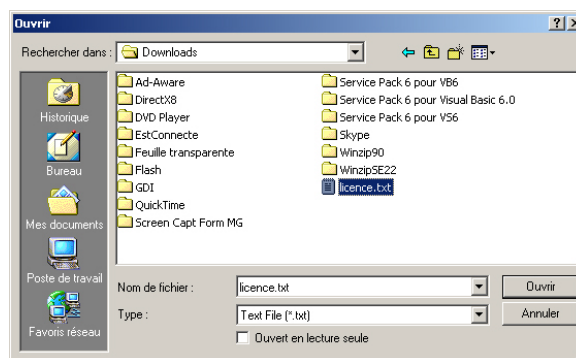 Ouvrir
Rechercher dans : Downloads
Historique
Bureau
Mes documents
Poste de travail
Favoris réseau
Ad-Aware
DirectX8
DVD Player
EstConnecte
Feuille transparente
Flash
GDI
QuickTime
Screen Capt Form MG
Service Pack 6 pour VB6
Service Pack 6 pour Visual Basic 6.0
Service Pack 6 pour VS6
Skype
Winzip90
WinzipSE22
licence.txt
Nom de fichier : licence.txt Ouvrir
Type : Text File (*.txt) Annuler
Ouvert en lecture seule